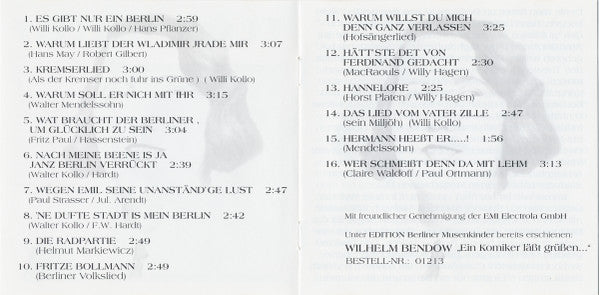 1. ES GIBT NUR EIN BERLIN 2:59
(Willi Kollo / Willi Kollo / Hans Pflanzer)
2. WARUM LIEBT DER WLADIMIR JRADE MIR 3:07
(Hans May / Robert Gilbert)
3. KREMSERLIED 3:00
(Als der Kremser noch fuhr ins Grüne ) ( Willi Kollo)
4. WARUM SOLL ER NICH MIT IHR 3:15
(Walter Mendelssohn)
5. WAT BRAUCHT DER BERLINER ,
UM GLÜCKLICH ZU SEIN 3:04
(Fritz Paul / Hassenstein)
6. NACH MEINE BEENE IS JA
JANZ BERLIN VERRÜCKT 2:39
(Walter Kollo / Hardt)
7. WEGEN EMIL SEINE UNANSTÄND'GE LUST 2:47
(Paul Strasser / Jul. Arendt)
8. 'NE DUFTE STADT IS MEIN BERLIN 2:42
(Walter Kollo / F.W. Hardt)
9. DIE RADPARTIE 2:49
(Helmut Markiewicz)
10. FRITZE BOLLMANN 2:49
(Berliner Volkslied)
11. WARUM WILLST DU MICH
DENN GANZ VERLASSEN 3:25
(Hofsängerlied)
12. HÄTT'STE DET VON
FERDINAND GEDACHT 2:30
(MacRaouls / Willy Hagen)
13. HANNELORE 2:25
(Horst Platen / Willy Hagen)
14. DAS LIED VOM VATER ZILLE 2:47
(sein Milljöh) (Willi Kollo)
15. HERMANN HEEßT ER.....! 1:56
(Mendelssohn)
16. WER SCHMEIßT DENN DA MIT LEHM 3:13
(Claire Waldoff / Paul Ortmann)
Mit freundlicher Genehmigung der EMI Electrola GmbH
Unter EDITION Berliner Musenkinder bereits erschienen:
WILHELM BENDOW „Ein Komiker läßt grüßen..."
BESTELL-NR.: 01213